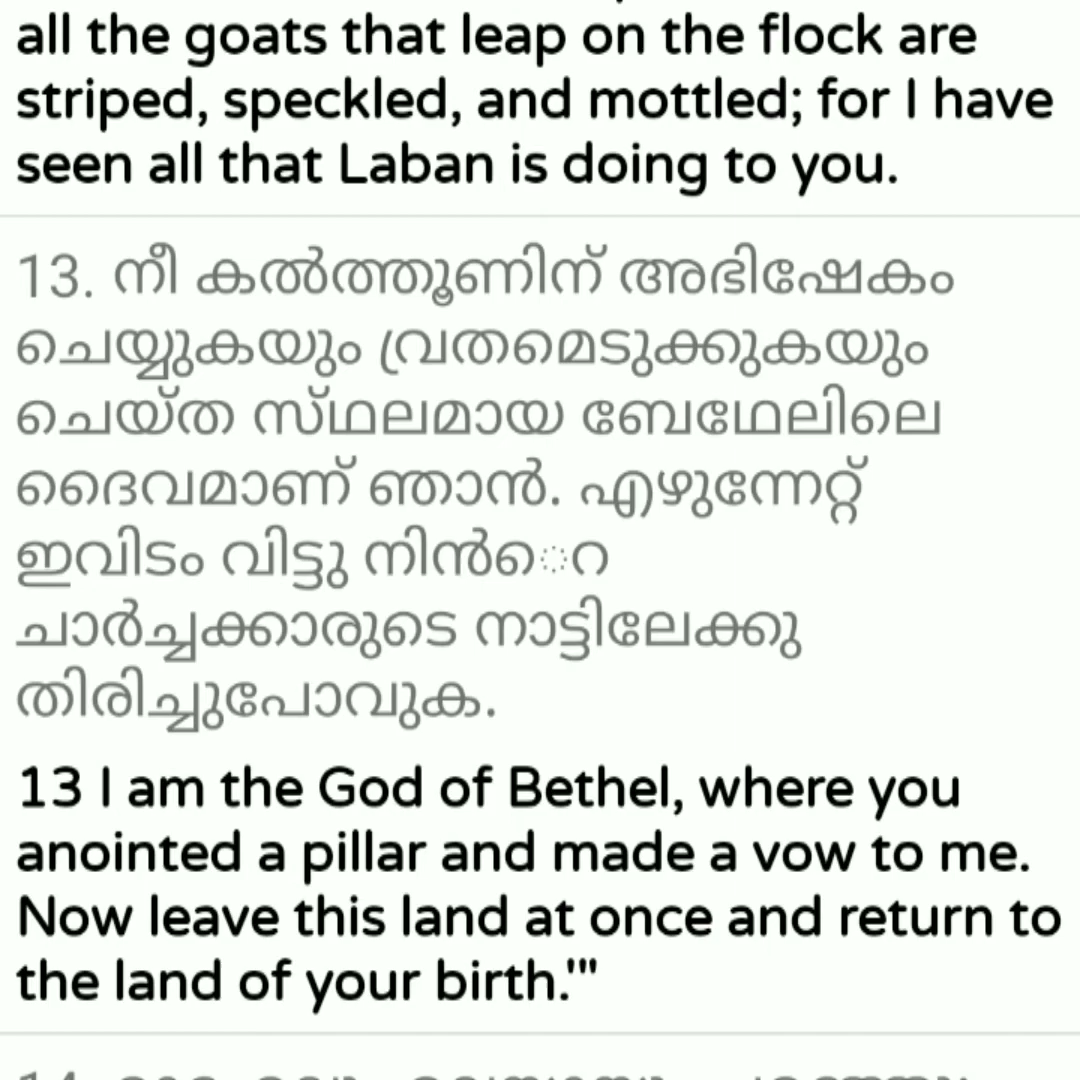 all the goats that leap on the flock are
striped, speckled, and mottled; for I have
seen all that Laban is doing to you.
13. നീ കൽത്തൂണിന് അഭിഷേകം
ചെയ്യുകയും വ്രതമെടുക്കുകയും
ചെയ്ത സ്ഥലമായ ബേഥേലിലെ
ദൈവമാണ് ഞാൻ. എഴുന്നേറ്റ്
ഇവിടം വിട്ടു നിൻെറ
ചാർച്ചക്കാരുടെ നാട്ടിലേക്കു
തിരിച്ചുപോവുക.
13 I am the God of Bethel, where you
anointed a pillar and made a vow to me.
Now leave this land at once and return to
the land of your birth.'"